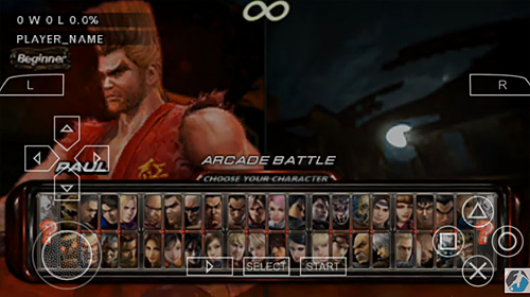 0 W 0 L 0.0%
PLAYER_NAME
Beginner
L
R
PAUL
ARCADE BATTLE
CHOOSE YOUR CHARACTER
SELECT
START